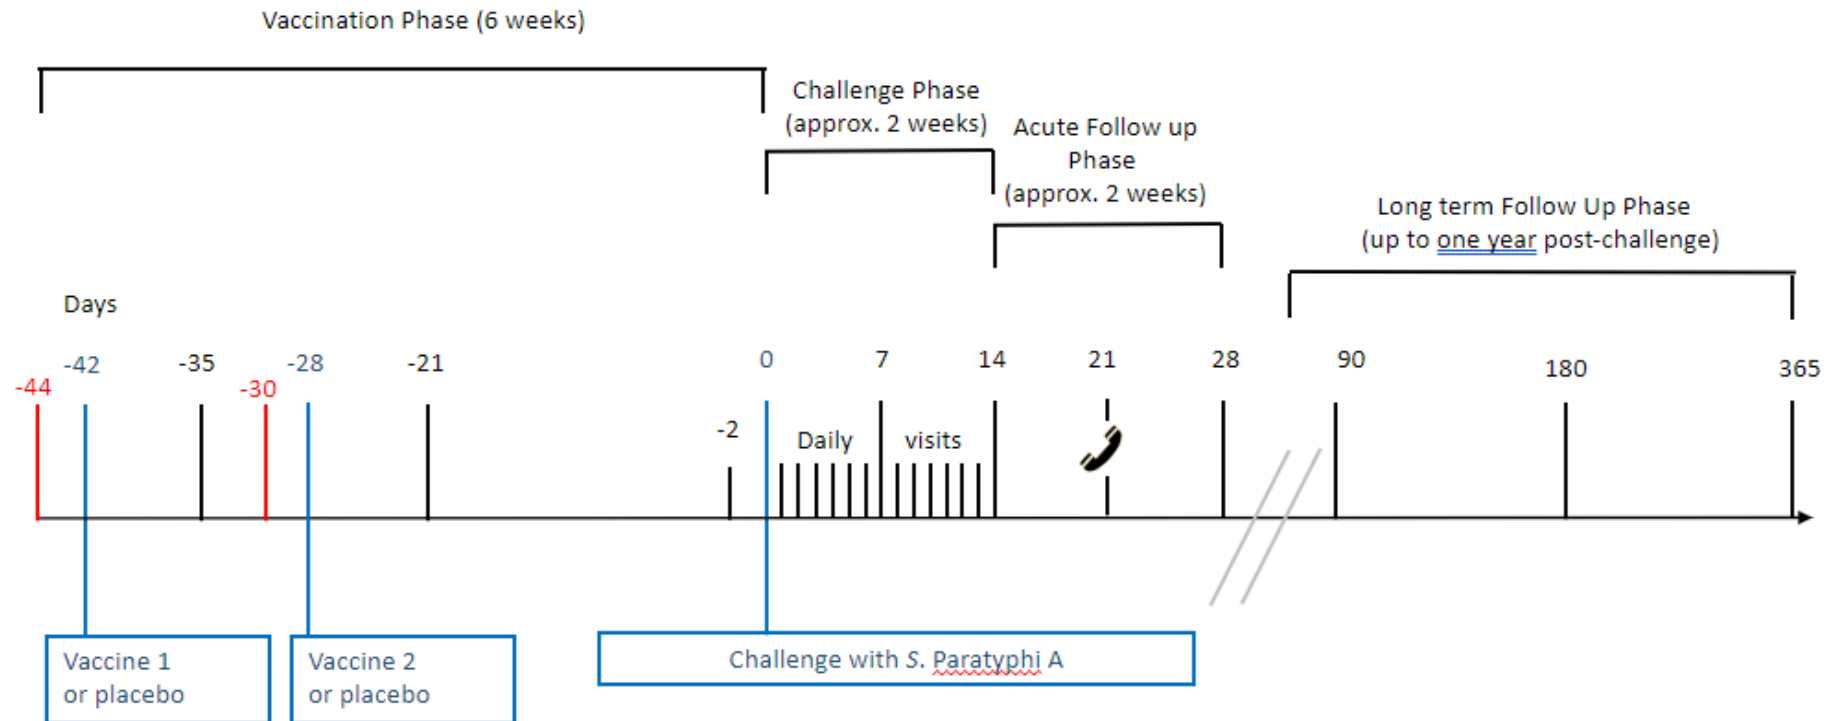 Vaccination Phase (6 weeks)
Challenge Phase
(approx. 2 weeks)
Acute Follow up
Phase
(approx. 2 weeks)
Long term Follow Up Phase
(up to one year post-challenge)
Days
-44
-42
-35
-30
-28
-21
-2
0
7
14
21
28
90
180
365
Daily visits
Vaccine 1
or placebo
Vaccine 2
or placebo
Challenge with S. Paratyphi A